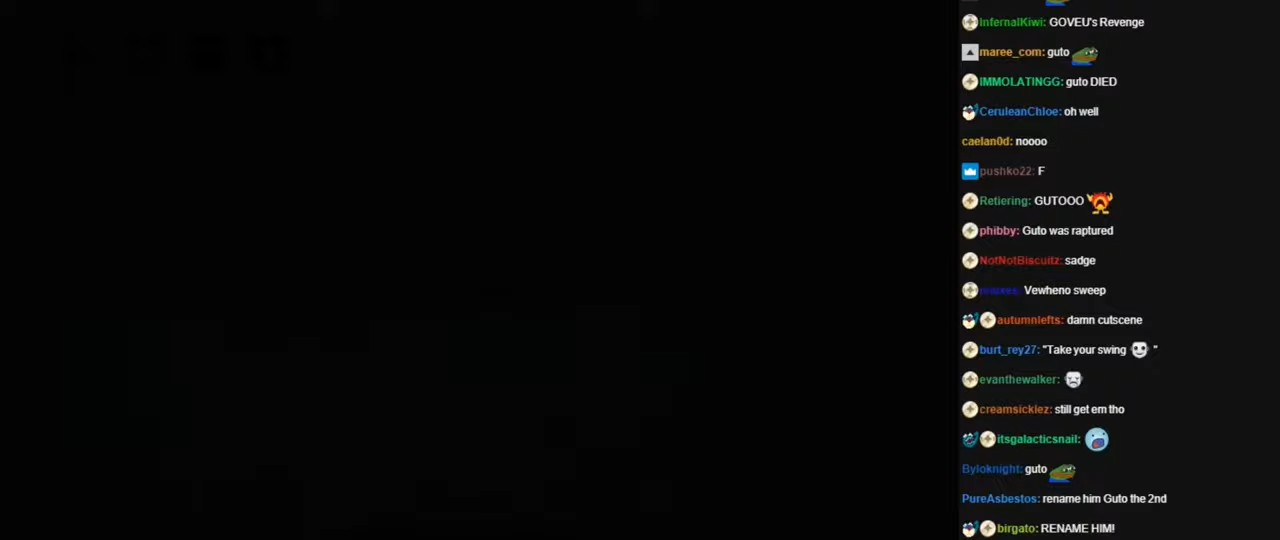 InfernalKiwi: GOVEU's Revenge
maree_com: guto
IMMOLATINGG: guto DIED
CeruleanChloe: oh well
caelan0d: noooo
pushko22: F
Retiering: GUTOOO
phibby: Guto was raptured
NotNotBiscuitz: sadge
Vewheno sweep
autumnlefts: damn cutscene
burt_rey27: "Take your swing "
evanthewalker:
creamsicklez: still get em tho
itsgalacticsnail:
Byloknight: guto
PureAsbestos: rename him Guto the 2nd
birgato: RENAME HIM!